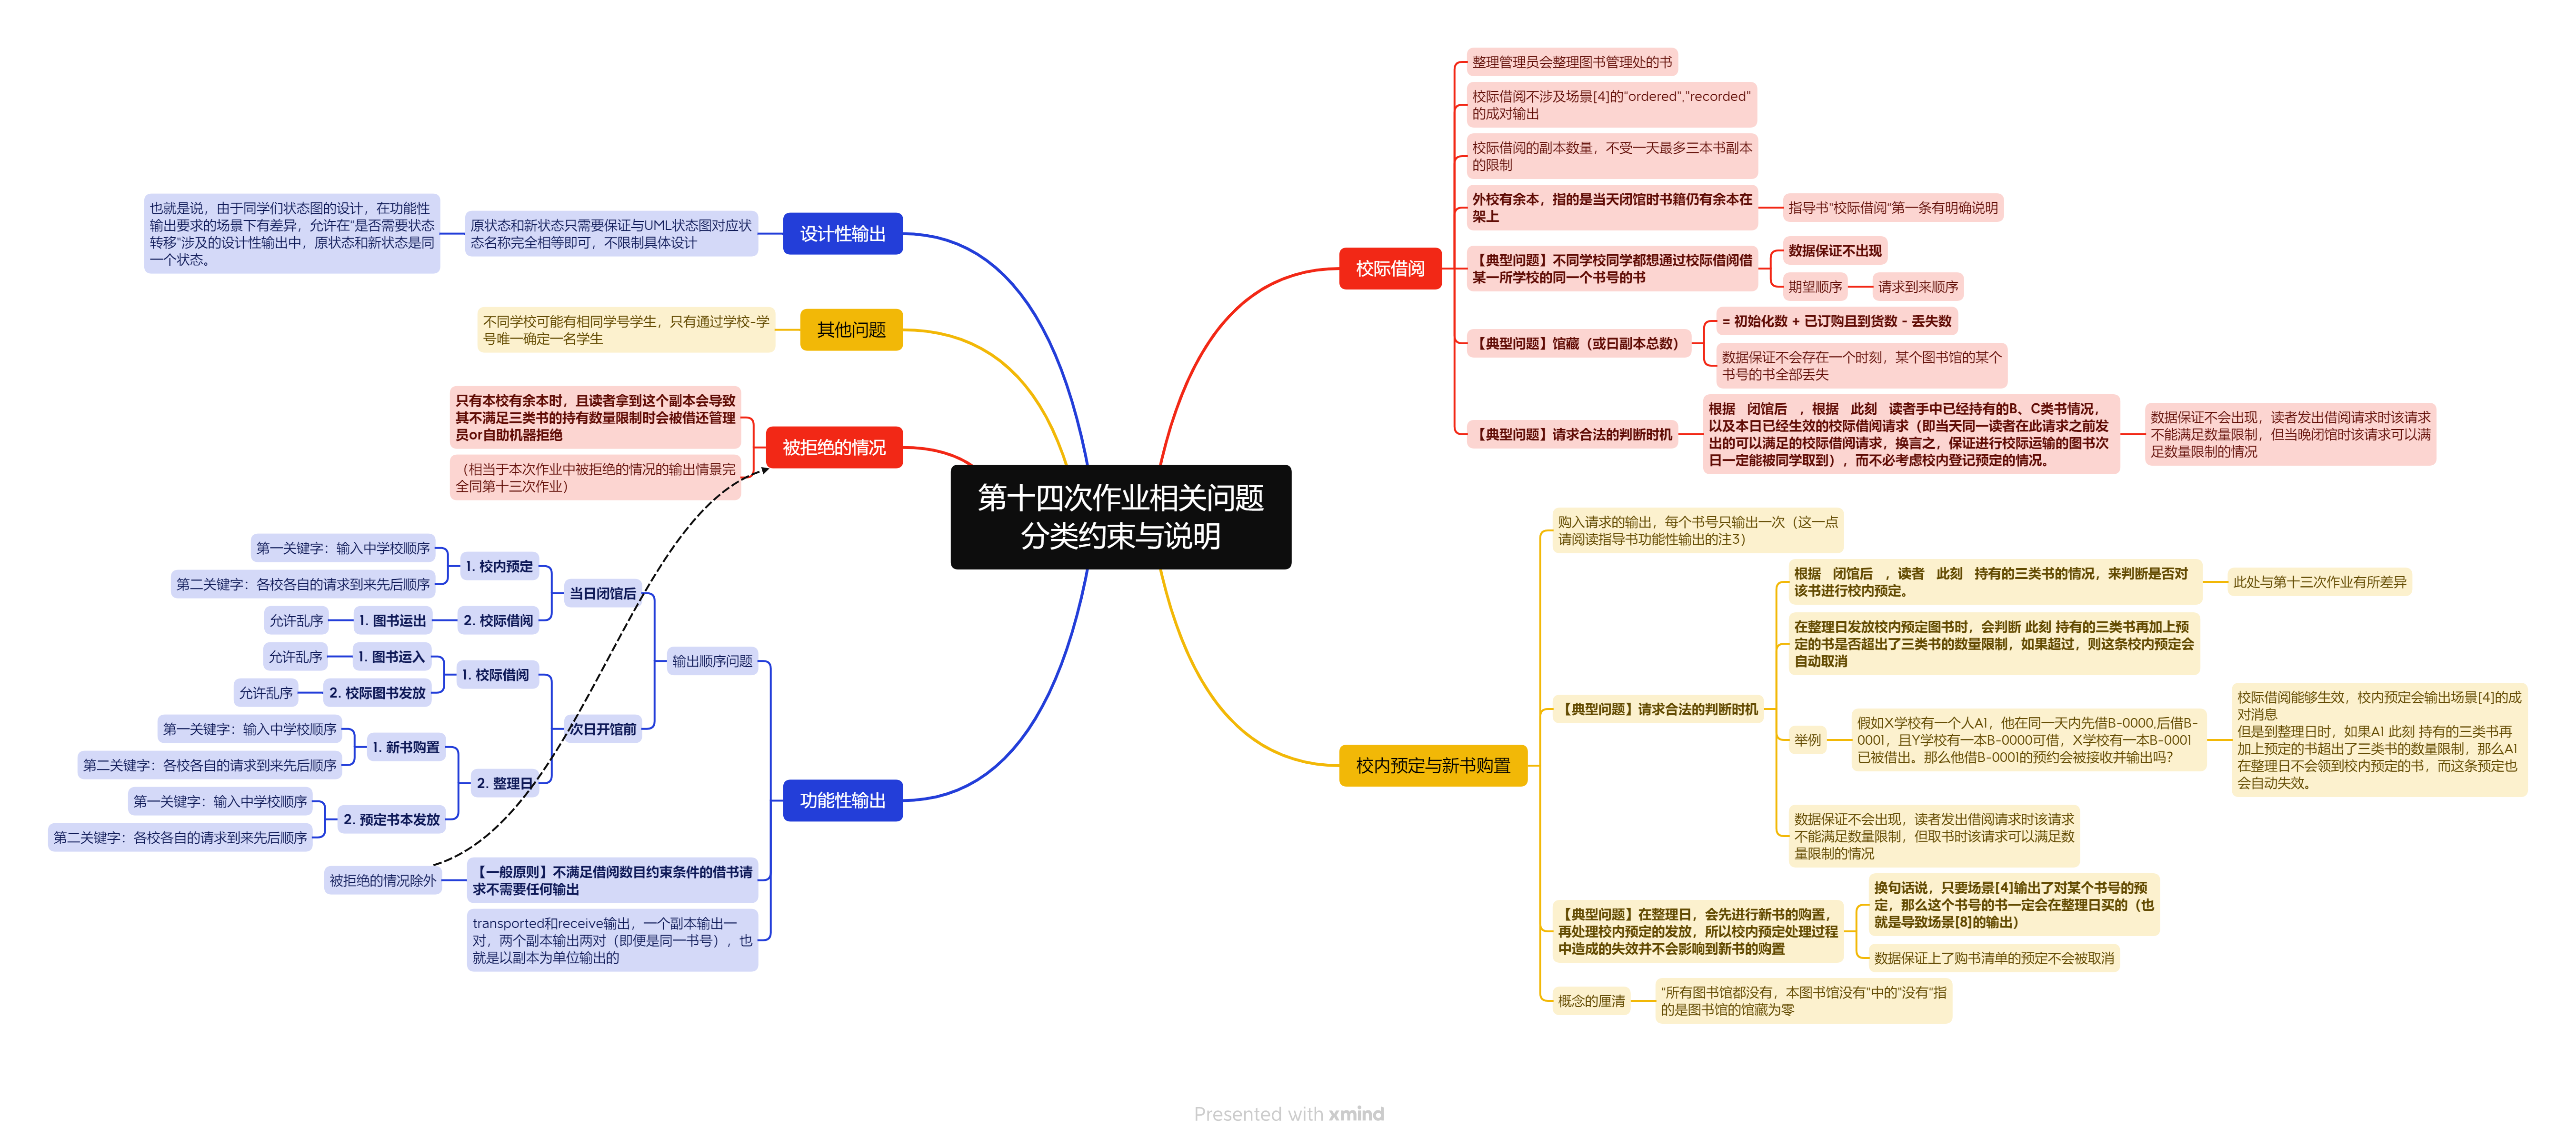 第十四次作业相关问题
分类约束与说明
校际借阅
整理管理员会整理图书管理处的书
校际借阅不涉及场景[4]的"ordered","recorded"
的成对输出
校际借阅的副本数量，不受一天最多三本书副本
的限制
外校有余本，指的是当天闭馆时书籍仍有余本在
架上
指导书"校际借阅"第一条有明确说明
【典型问题】不同学校同学都想通过校际借阅借
某一所学校的同一个书号的书
数据保证不出现
期望顺序
请求到来顺序
【典型问题】馆藏（或曰副本总数）
= 初始化数 + 已订购且到货数 - 丢失数
数据保证不会存在一个时刻，某个图书馆的某个
书号的书全部丢失
【典型问题】请求合法的判断时机
根据 闭馆后 ，根据 此刻 读者手中已经持有的B、C类书情况，
以及本日已经生效的校际借阅请求（即当天同一读者在此请求之前发
出的可以满足的校际借阅请求，换言之，保证进行校际运输的图书次
日一定能被同学取到），而不必考虑校内登记预定的情况。
数据保证不会出现，读者发出借阅请求时该请求
不能满足数量限制，但当晚闭馆时该请求可以满
足数量限制的情况
校内预定与新书购置
购入请求的输出，每个书号只输出一次（这一点
请阅读指导书功能性输出的注3）
【典型问题】请求合法的判断时机
根据 闭馆后 ，读者 此刻 持有的三类书的情况，来判断是否对
该书进行校内预定。
此处与第十三次作业有所差异
在整理日发放校内预定图书时，会判断 此刻 持有的三类书再加上预
定的书是否超出了三类书的数量限制，如果超过，则这条校内预定会
自动取消
举例
假如X学校有一个人A1，他在同一天内先借B-0000,后借B-
0001，且Y学校有一本B-0000可借，X学校有一本B-0001
已被借出。那么他借B-0001的预约会被接收并输出吗？
校际借阅能够生效，校内预定会输出场景[4]的成
对消息
但是到整理日时，如果A1 此刻 持有的三类书再
加上预定的书超出了三类书的数量限制，那么A1
在整理日不会领到校内预定的书，而这条预定也
会自动失效。
数据保证不会出现，读者发出借阅请求时该请求
不能满足数量限制，但取书时该请求可以满足数
量限制的情况
【典型问题】在整理日，会先进行新书的购置，
再处理校内预定的发放，所以校内预定处理过程
中造成的失效并不会影响到新书的购置
换句话说，只要场景[4]输出了对某个书号的预
定，那么这个书号的书一定会在整理日买的（也
就是导致场景[8]的输出）
数据保证上了购书清单的预定不会被取消
概念的厘清
"所有图书馆都没有，本图书馆没有"中的"没有"指
的是图书馆的馆藏为零
设计性输出
原状态和新状态只需要保证与UML状态图对应状
态名称完全相等即可，不限制具体设计
也就是说，由于同学们状态图的设计，在功能性
输出要求的场景下有差异，允许在"是否需要状态
转移"涉及的设计性输出中，原状态和新状态是同
一个状态。
其他问题
不同学校可能有相同学号学生，只有通过学校-学
号唯一确定一名学生
被拒绝的情况
只有本校有余本时，且读者拿到这个副本会导致
其不满足三类书的持有数量限制时会被借还管理
员or自助机器拒绝
（相当于本次作业中被拒绝的情况的输出情景完
全同第十三次作业）
功能性输出
输出顺序问题
当日闭馆后
1. 校内预定
第一关键字：输入中学校顺序
第二关键字：各校各自的请求到来先后顺序
2. 校际借阅
1. 图书运出
允许乱序
次日开馆前
1. 校际借阅
1. 图书运入
允许乱序
2. 校际图书发放
允许乱序
2. 整理日
1. 新书购置
第一关键字：输入中学校顺序
第二关键字：各校各自的请求到来先后顺序
2. 预定书本发放
第一关键字：输入中学校顺序
第二关键字：各校各自的请求到来先后顺序
【一般原则】不满足借阅数目约束条件的借书请
求不需要任何输出
被拒绝的情况除外
transported和receive输出，一个副本输出一
对，两个副本输出两对（即便是同一书号），也
就是以副本为单位输出的
Presented with xmind